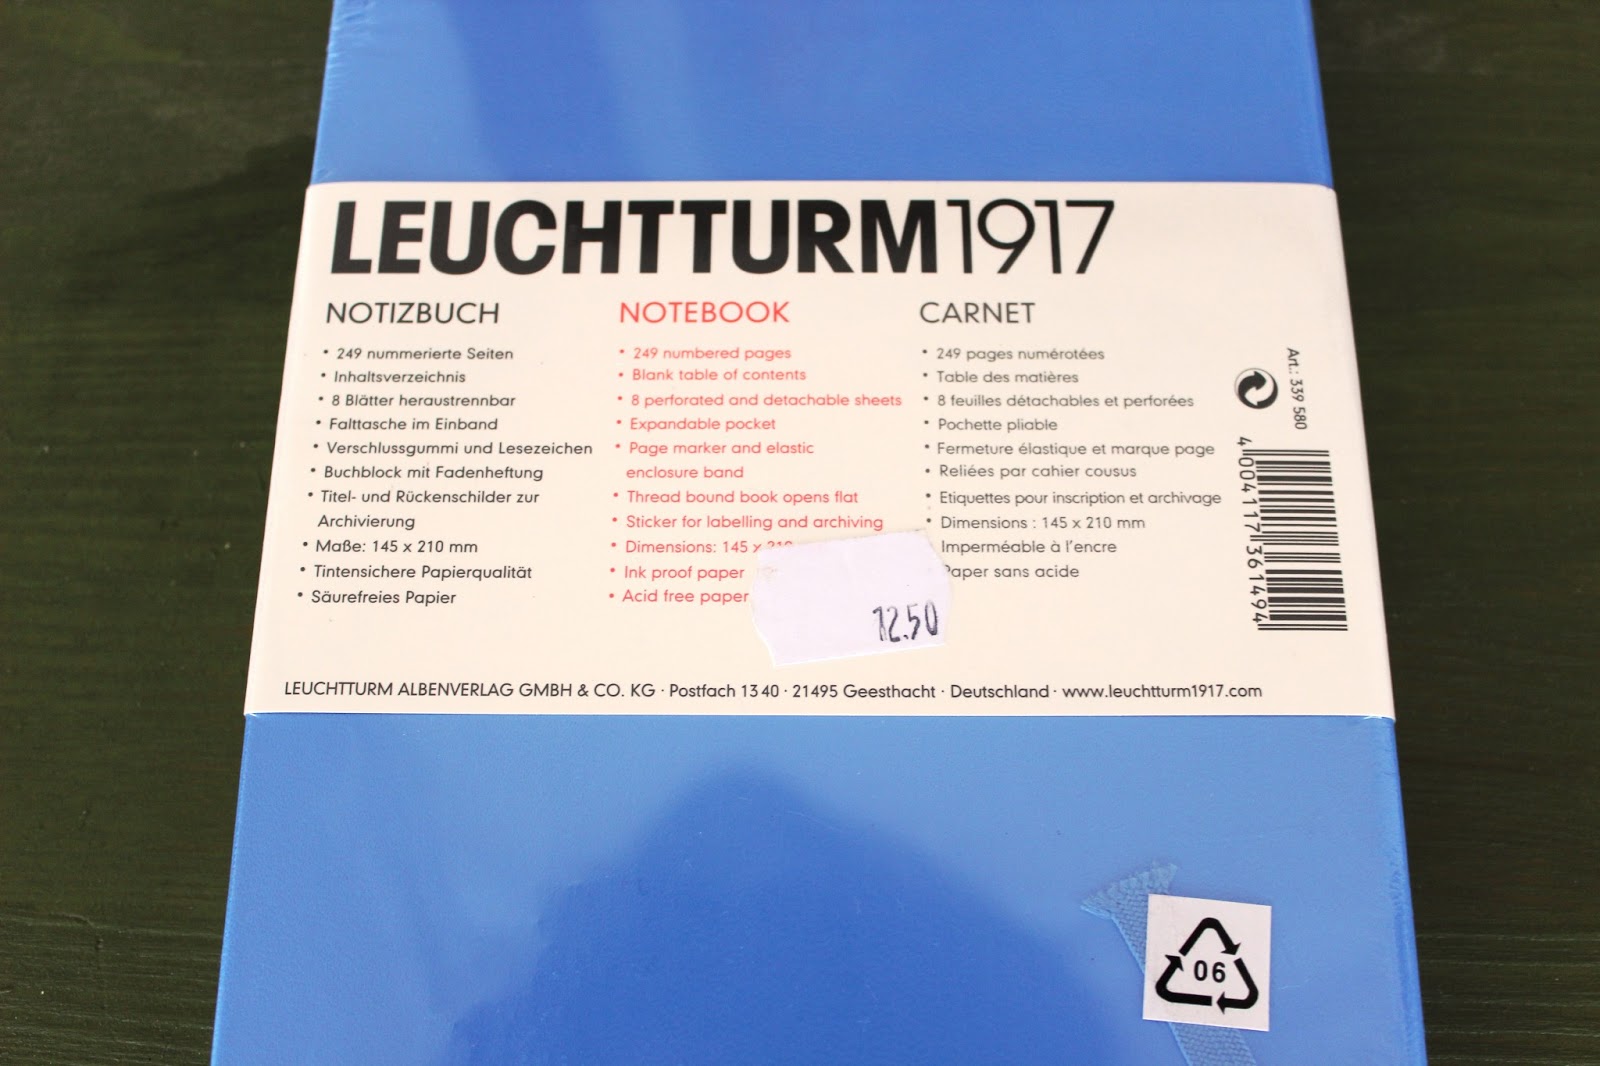 LEUCHTTURM1917
NOTIZBUCH
• 249 nummerierte Seiten
• Inhaltsverzeichnis
• 8 Blätter heraustrennbar
• Falttasche im Einband
• Verschlussgummi und Lesezeichen
• Buchblock mit Fadenheftung
• Titel- und Rückenschilder zur
Archivierung
• Maße: 145 x 210 mm
• Tintensichere Papierqualität
• Säurefreies Papier
NOTEBOOK
• 249 numbered pages
• Blank table of contents
• 8 perforated and detachable sheets
• Expandable pocket
• Page marker and elastic
enclosure band
• Thread bound book opens flat
• Sticker for labelling and archiving
• Dimensions: 145 x 210
• Ink proof paper
• Acid free paper
CARNET
• 249 pages numérotées
• Table des matières
• 8 feuilles détachables et perforées
• Pochette pliable
• Fermeture élastique et marque page
• Reliées par cahier cousus
• Etiquettes pour inscription et archivage
• Dimensions : 145 x 210 mm
Imperméable à l'encre
Paper sans acide
12.50
Art.: 339 580
4 004117 361494
LEUCHTTURM ALBENVERLAG GMBH & CO. KG · Postfach 1340 · 21495 Geesthacht · Deutschland · www.leuchtturm1917.com
06